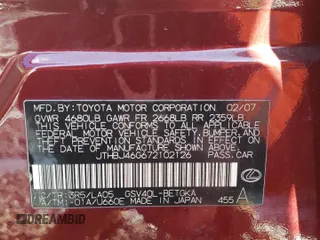 MFD.BY: TOYOTA MOTOR CORPORATION 02/07
GVWR 4680LB GAWR FR 2668LB RR 2359LB
THIS VEHICLE CONFORMS TO ALL APPLICABLE
FEDERAL MOTOR VEHICLE SAFETY, BUMPER, AND
THEFT PREVENTION STANDARDS IN EFFECT ON THE
DATE OF MANUFACTURE SHOWN ABOVE.
JTHBJ46G672102126 PASS.CAR
C/TR: 3R5/LA05 GSV40L-BETGKA
A/TM: -01A/U660E MADE IN JAPAN 455 A